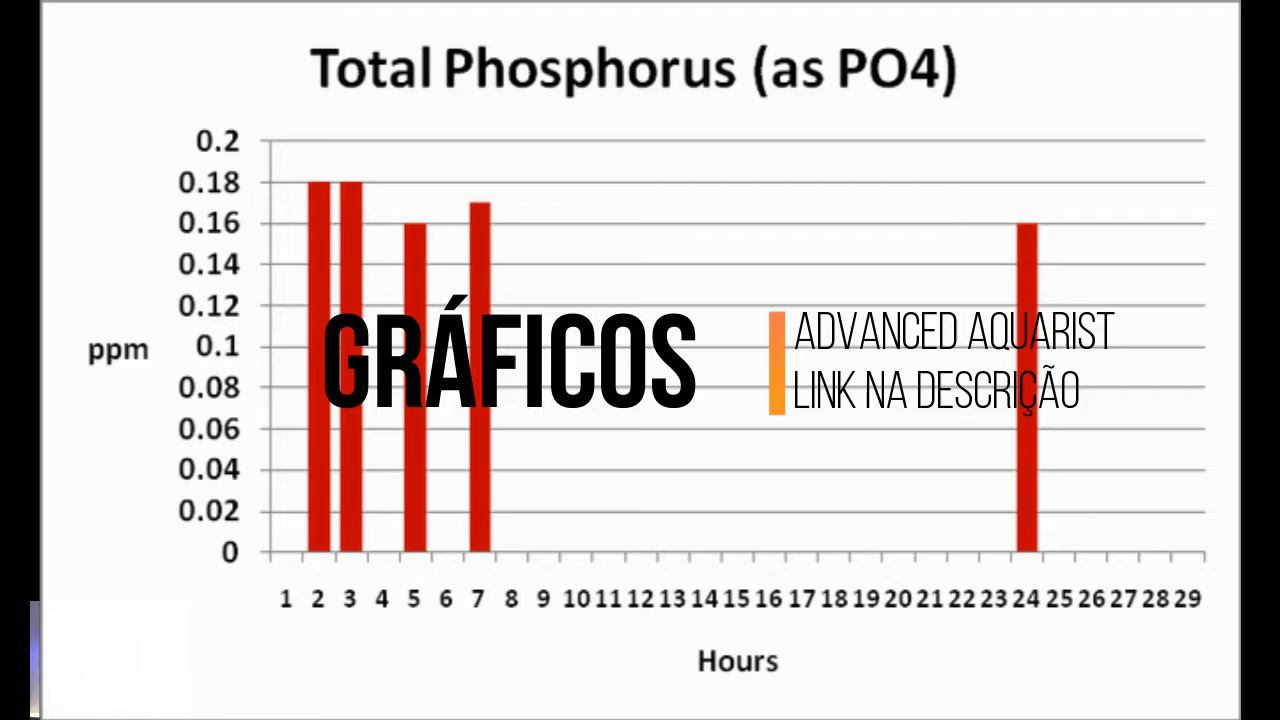 Total Phosphorus (as PO4)
0.2
0.18
0.16
0.14
0.12
0.1
0.08
0.06
0.04
0.02
0
ppm
GRÁFICOS
ADVANCED AQUARIST
LINK NA DESCRIÇÃO
1 2 3 4 5 6 7 8 9 10 11 12 13 14 15 16 17 18 19 20 21 22 23 24 25 26 27 28 29
Hours